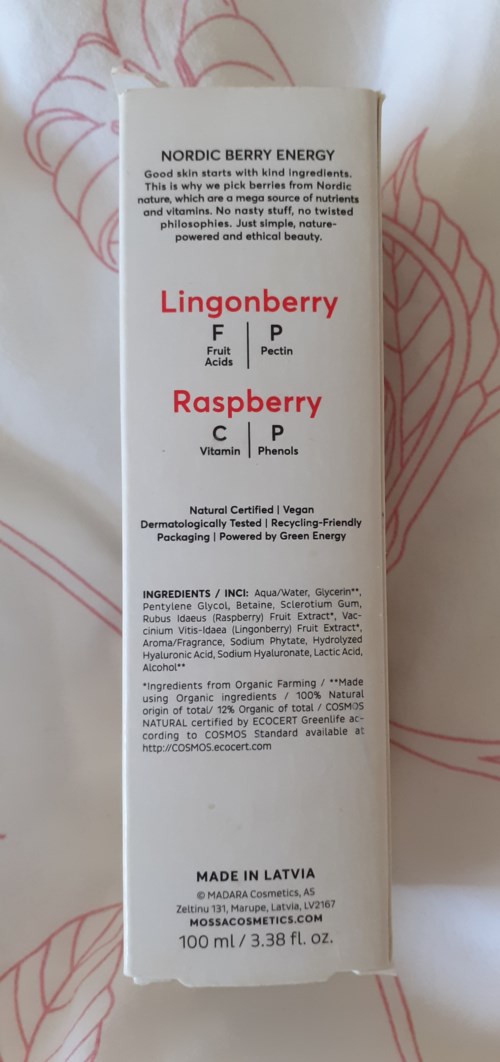 NORDIC BERRY ENERGY
Good skin starts with kind ingredients.
This is why we pick berries from Nordic
nature, which are a mega source of nutrients
and vitamins. No nasty stuff, no twisted
philosophies. Just simple, nature-
powered and ethical beauty.
Lingonberry
F | P
Fruit Acids | Pectin
Raspberry
C | P
Vitamin | Phenols
Natural Certified | Vegan
Dermatologically Tested | Recycling-Friendly
Packaging | Powered by Green Energy
INGREDIENTS / INCI: Aqua/Water, Glycerin**,
Pentylene Glycol, Betaine, Sclerotium Gum,
Rubus Idaeus (Raspberry) Fruit Extract*, Vac-
cinium Vitis-Idaea (Lingonberry) Fruit Extract*,
Aroma/Fragrance, Sodium Phytate, Hydrolyzed
Hyaluronic Acid, Sodium Hyaluronate, Lactic Acid,
Alcohol**
*Ingredients from Organic Farming / **Made
using Organic ingredients / 100% Natural
origin of total/ 12% Organic of total / COSMOS
NATURAL certified by ECOCERT Greenlife ac-
cording to COSMOS Standard available at
http://COSMOS.ecocert.com
MADE IN LATVIA
© MADARA Cosmetics, AS
Zeltinu 131, Marupe, Latvia, LV2167
MOSSACOSMETICS.COM
100 ml / 3.38 fl. oz.